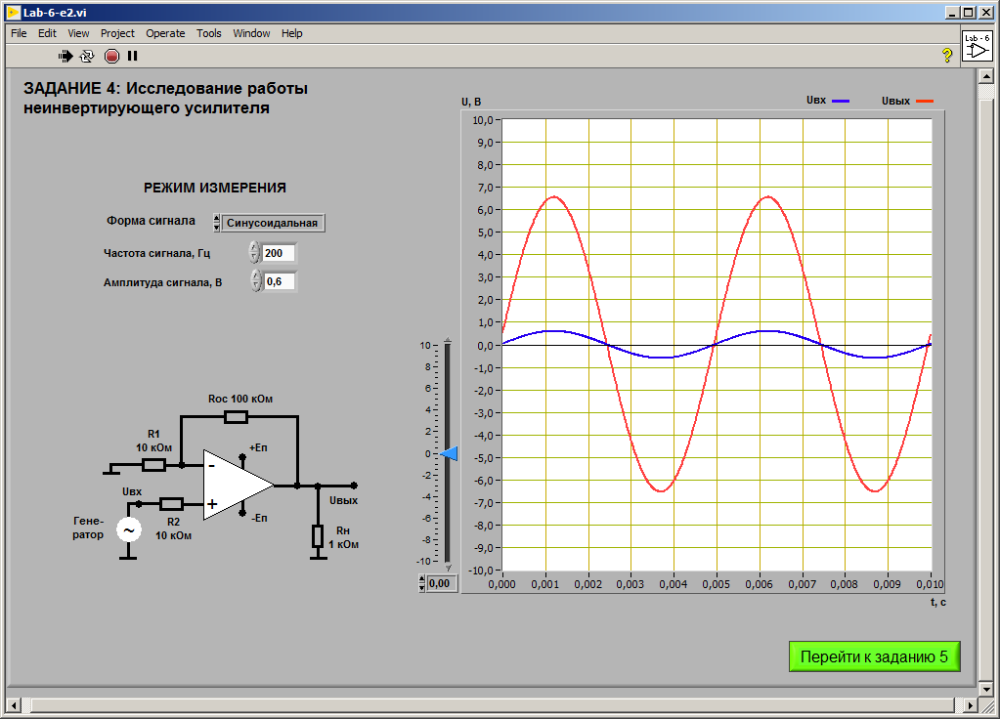 Lab-6-e2.vi
File Edit View Project Operate Tools Window Help
Lab - 6
?
ЗАДАНИЕ 4: Исследование работы
неинвертирующего усилителя
РЕЖИМ ИЗМЕРЕНИЯ
Форма сигнала Синусоидальная
Частота сигнала, Гц 200
Амплитуда сигнала, В 0,6
Rос 100 кОм
R1
10 кОм
+Еп
-
Uвх
Uвых
+
Гене-
ратор
~
R2
10 кОм
-Еп
Rн
1 кОм
10
8
6
4
2
0
-2
-4
-6
-8
-10
0,00
U, В
Uвх Uвых
10,0
9,0
8,0
7,0
6,0
5,0
4,0
3,0
2,0
1,0
0,0
-1,0
-2,0
-3,0
-4,0
-5,0
-6,0
-7,0
-8,0
-9,0
-10,0
0,000 0,001 0,002 0,003 0,004 0,005 0,006 0,007 0,008 0,009 0,010
t, с
Перейти к заданию 5